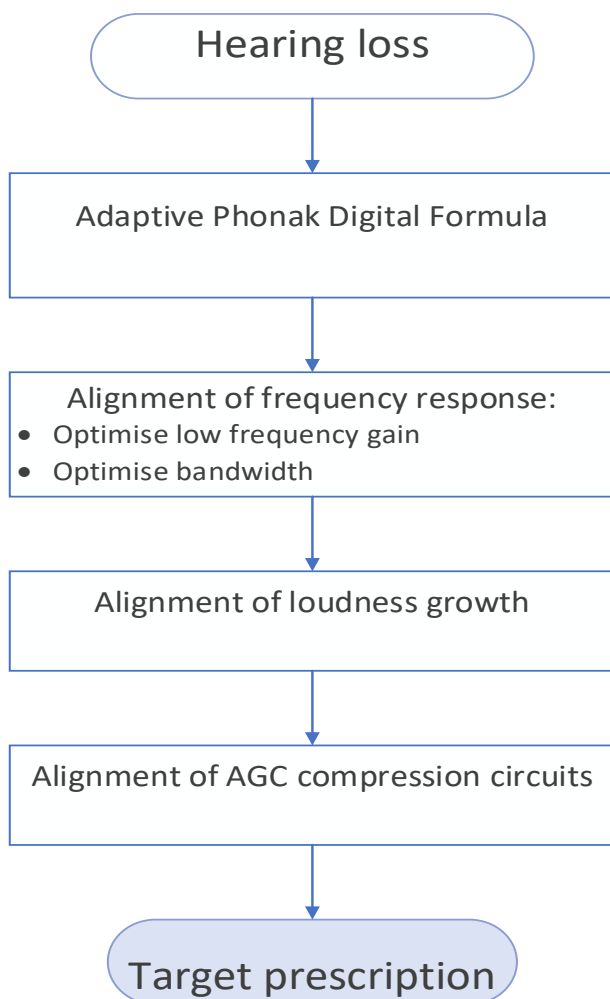 Hearing loss
Adaptive Phonak Digital Formula
Alignment of frequency response:
• Optimise low frequency gain
• Optimise bandwidth
Alignment of loudness growth
Alignment of AGC compression circuits
Target prescription